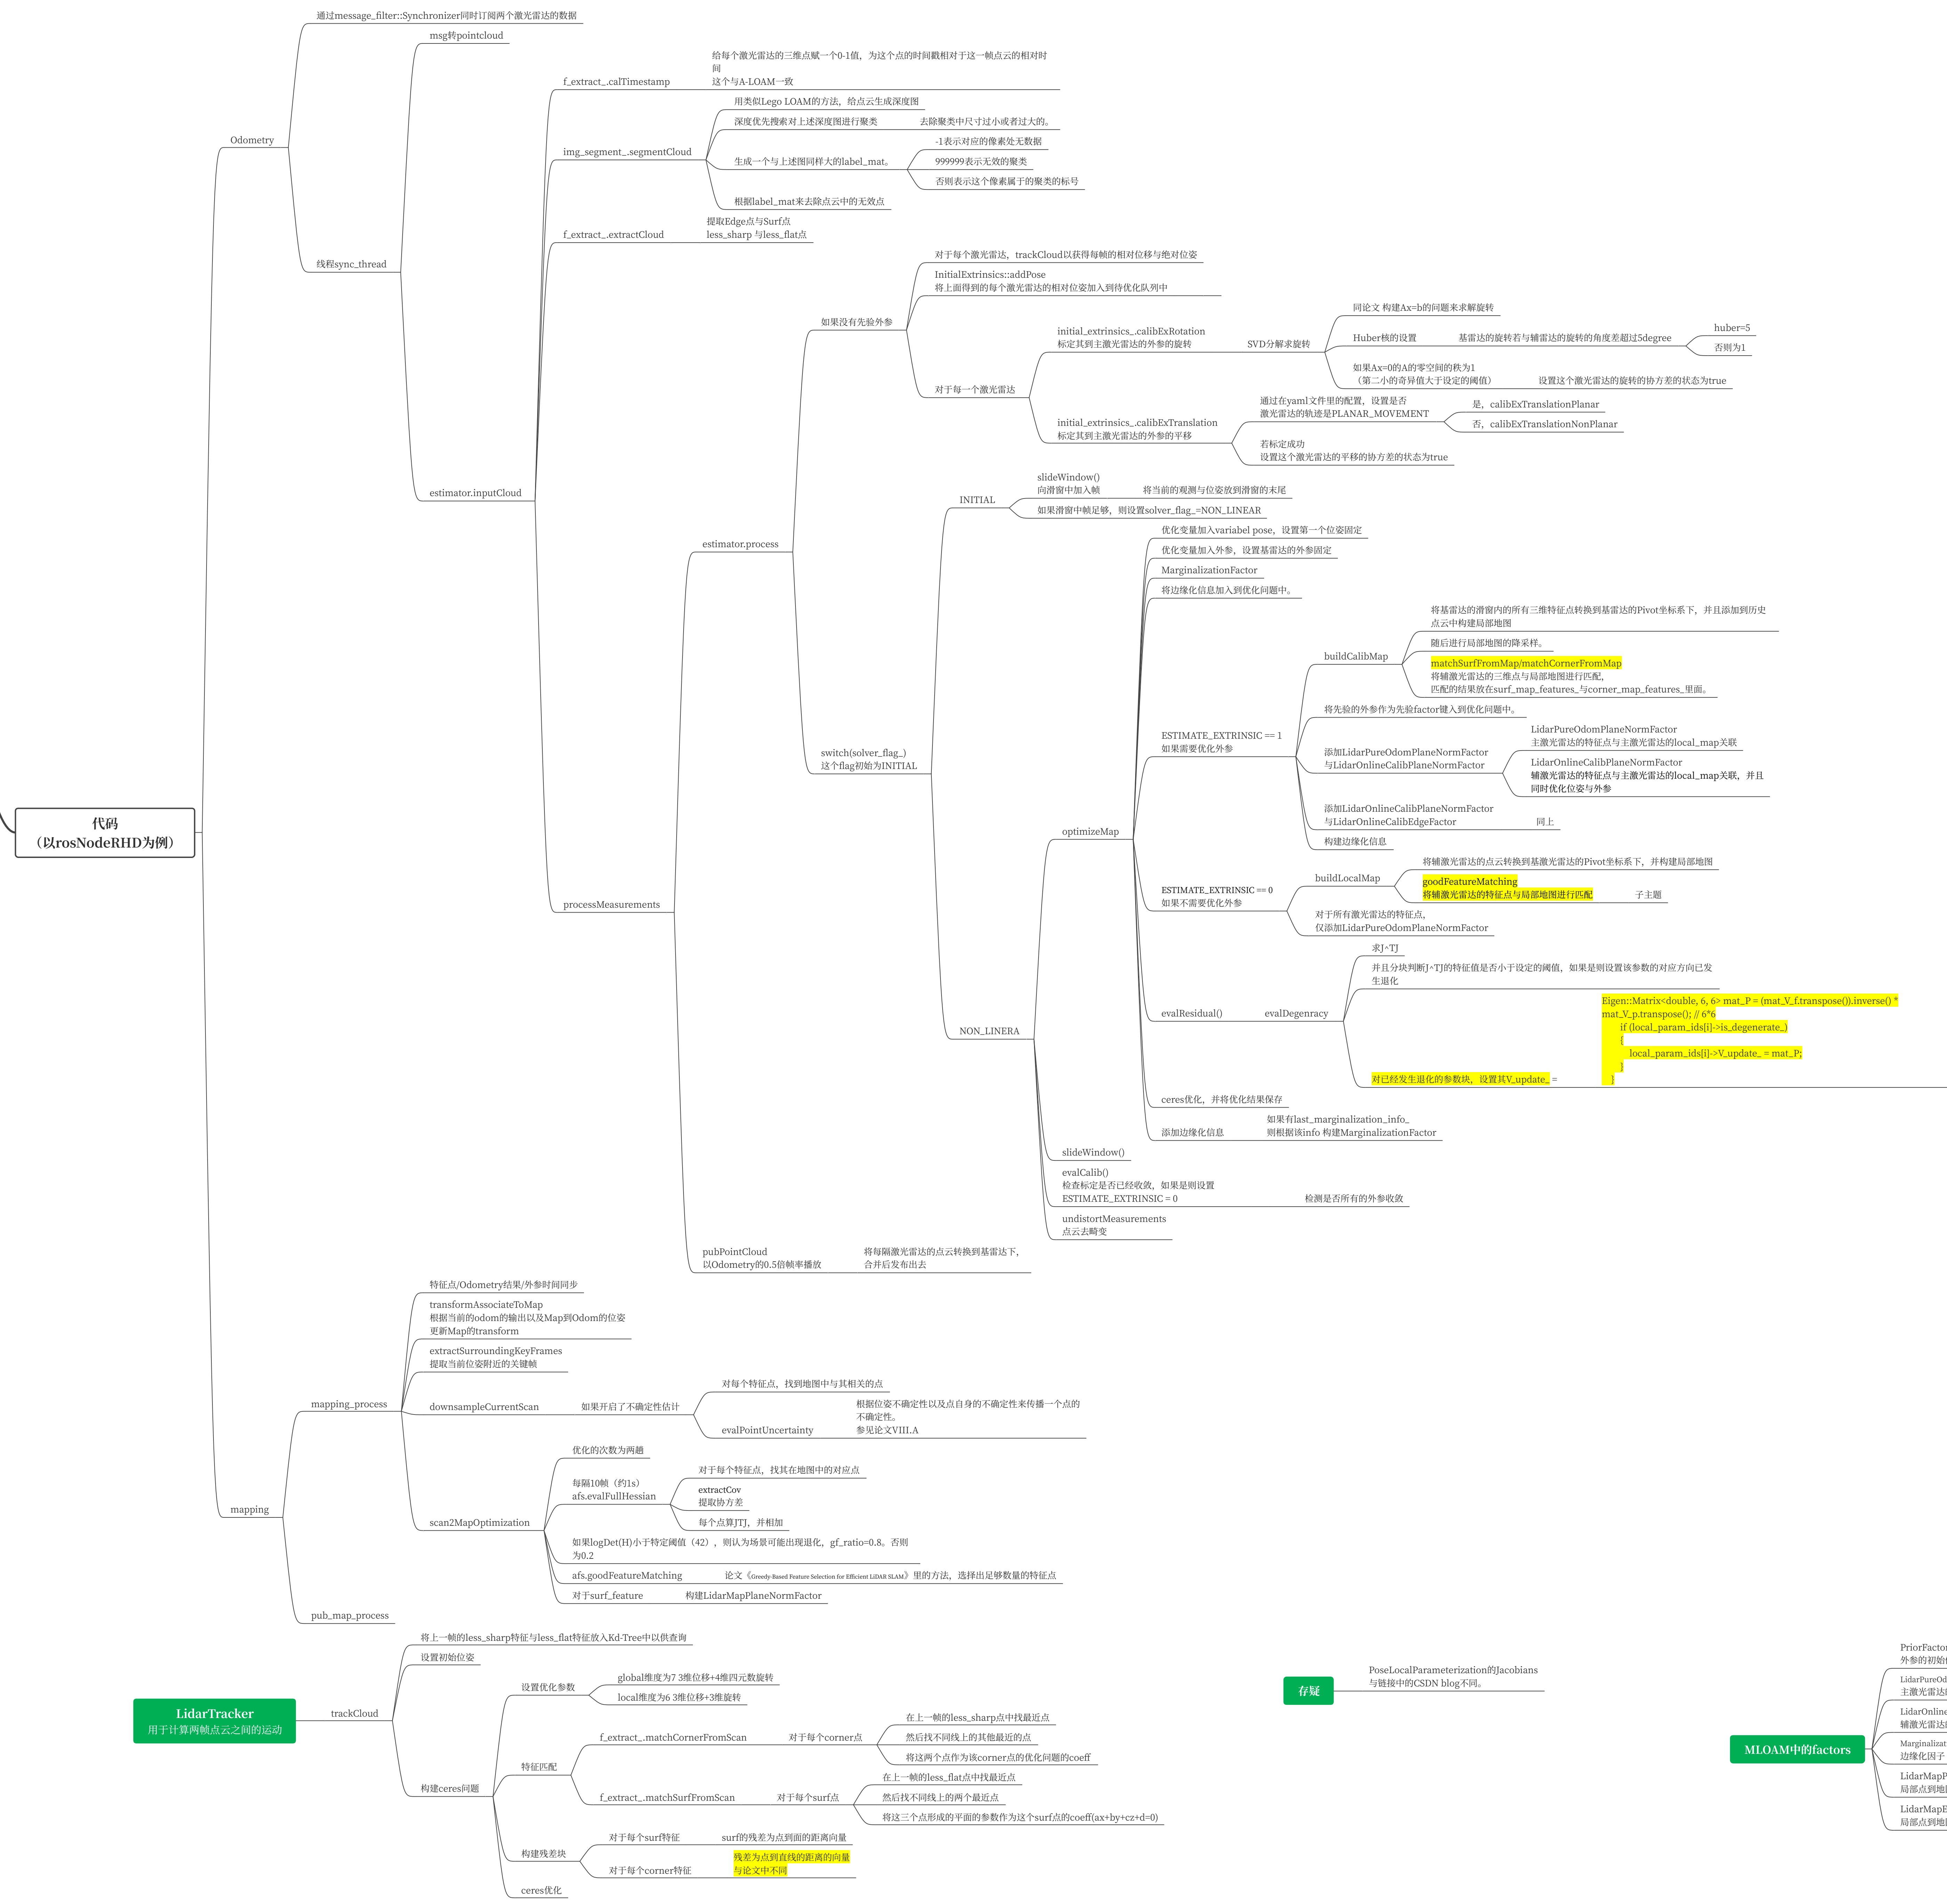 通过message_filter::Synchronizer同时订阅两个激光雷达的数据
msg转pointcloud
给每个激光雷达的三维点赋一个0-1值，为这个点的时间戳相对于这一帧点云的相对时
间
这个与A-LOAM一致
f_extract_.calTimestamp
用类似Lego LOAM的方法，给点云生成深度图
深度优先搜索对上述深度图进行聚类
去除聚类中尺寸过小或者过大的。
Odometry
-1表示对应的像素处无数据
img_segment_.segmentCloud
生成一个与上述图同样大的label_mat。
999999表示无效的聚类
否则表示这个像素属于的聚类的标号
根据label_mat来去除点云中的无效点
提取Edge点与Surf点
less_sharp 与less_flat点
f_extract_.extractCloud
线程sync_thread
对于每个激光雷达，trackCloud以获得每帧的相对位移与绝对位姿
InitialExtrinsics::addPose
将上面得到的每个激光雷达的相对位姿加入到待优化队列中
如果没有先验外参
同论文 构建Ax=b的问题来求解旋转
initial_extrinsics_.calibExRotation
标定其到主激光雷达的外参的旋转
SVD分解求旋转
Huber核的设置
基雷达的旋转若与辅雷达的旋转的角度差超过5degree
huber=5
否则为1
如果Ax=0的A的零空间的秩为1
（第二小的奇异值大于设定的阈值）
设置这个激光雷达的旋转的协方差的状态为true
对于每一个激光雷达
通过在yaml文件里的配置，设置是否
激光雷达的轨迹是PLANAR_MOVEMENT
是，calibExTranslationPlanar
否，calibExTranslationNonPlanar
initial_extrinsics_.calibExTranslation
标定其到主激光雷达的外参的平移
若标定成功
设置这个激光雷达的平移的协方差的状态为true
estimator.inputCloud
INITIAL
slideWindow()
向滑窗中加入帧
将当前的观测与位姿放到滑窗的末尾
如果滑窗中帧足够，则设置solver_flag_=NON_LINEAR
estimator.process
优化变量加入variabel pose，设置第一个位姿固定
优化变量加入外参，设置基雷达的外参固定
MarginalizationFactor
将边缘化信息加入到优化问题中。
将基雷达的滑窗内的所有三维特征点转换到基雷达的Pivot坐标系下，并且添加到历史
点云中构建局部地图
随后进行局部地图的降采样。
buildCalibMap
matchSurfFromMap/matchCornerFromMap
将辅激光雷达的三维点与局部地图进行匹配，
匹配的结果放在surf_map_features_与corner_map_features_里面。
将先验的外参作为先验factor键入到优化问题中。
ESTIMATE_EXTRINSIC == 1
如果需要优化外参
添加LidarPureOdomPlaneNormFactor
与LidarOnlineCalibPlaneNormFactor
LidarPureOdomPlaneNormFactor
主激光雷达的特征点与主激光雷达的local_map关联
LidarOnlineCalibPlaneNormFactor
辅激光雷达的特征点与主激光雷达的local_map关联，并且
同时优化位姿与外参
switch(solver_flag_)
这个flag初始为INITIAL
添加LidarOnlineCalibPlaneNormFactor
与LidarOnlineCalibEdgeFactor
同上
构建边缘化信息
代码
（以rosNodeRHD为例）
optimizeMap
将辅激光雷达的点云转换到基激光雷达的Pivot坐标系下，并构建局部地图
buildLocalMap
goodFeatureMatching
将辅激光雷达的特征点与局部地图进行匹配
子主题
ESTIMATE_EXTRINSIC == 0
如果不需要优化外参
对于所有激光雷达的特征点，
仅添加LidarPureOdomPlaneNormFactor
processMeasurements
求J^TJ
并且分块判断J^TJ的特征值是否小于设定的阈值，如果是则设置该参数的对应方向已发
生退化
evalResidual()
evalDegenracy
Eigen::Matrix<double, 6, 6> mat_P = (mat_V_f.transpose()).inverse() *
mat_V_p.transpose(); // 6*6
if (local_param_ids[i]->is_degenerate_)
{
local_param_ids[i]->V_update_ = mat_P;
}
}
对已经发生退化的参数块，设置其V_update_ =
NON_LINERA
ceres优化，并将优化结果保存
添加边缘化信息
如果有last_marginalization_info_
则根据该info 构建MarginalizationFactor
slideWindow()
evalCalib()
检查标定是否已经收敛，如果是则设置
ESTIMATE_EXTRINSIC = 0
检测是否所有的外参收敛
undistortMeasurements
点云去畸变
pubPointCloud
以Odometry的0.5倍帧率播放
将每隔激光雷达的点云转换到基雷达下，
合并后发布出去
特征点/Odometry结果/外参时间同步
transformAssociateToMap
根据当前的odom的输出以及Map到Odom的位姿
更新Map的transform
extractSurroundingKeyFrames
提取当前位姿附近的关键帧
mapping_process
downsampleCurrentScan
如果开启了不确定性估计
对每个特征点，找到地图中与其相关的点
evalPointUncertainty
根据位姿不确定性以及点自身的不确定性来传播一个点的
不确定性。
参见论文VIII.A
优化的次数为两趟
每隔10帧（约1s）
afs.evalFullHessian
对于每个特征点，找其在地图中的对应点
extractCov
提取协方差
每个点算JTJ，并相加
mapping
scan2MapOptimization
如果logDet(H)小于特定阈值（42），则认为场景可能出现退化，gf_ratio=0.8。否则
为0.2
afs.goodFeatureMatching
论文《Greedy-Based Feature Selection for Efficient LiDAR SLAM》里的方法，选择出足够数量的特征点
对于surf_feature
构建LidarMapPlaneNormFactor
pub_map_process
将上一帧的less_sharp特征与less_flat特征放入Kd-Tree中以供查询
设置初始位姿
设置优化参数
global维度为7 3维位移+4维四元数旋转
local维度为6 3维位移+3维旋转
LidarTracker
用于计算两帧点云之间的运动
trackCloud
特征匹配
f_extract_.matchCornerFromScan
对于每个corner点
在上一帧的less_sharp点中找最近点
然后找不同线上的其他最近的点
将这两个点作为该corner点的优化问题的coeff
构建ceres问题
f_extract_.matchSurfFromScan
对于每个surf点
在上一帧的less_flat点中找最近点
然后找不同线上的两个最近点
将这三个点形成的平面的参数作为这个surf点的coeff(ax+by+cz+d=0)
构建残差块
对于每个surf特征
surf的残差为点到面的距离向量
对于每个corner特征
残差为点到直线的距离的向量
与论文中不同
ceres优化
存疑
PoseLocalParameterization的Jacobians
与链接中的CSDN blog不同。
MLOAM中的factors
PriorFactor
外参的初始
LidarPureOd
主激光雷达
LidarOnline
辅激光雷达
Marginalizat
边缘化因子
LidarMapP
局部点到地
LidarMapE
局部点到地